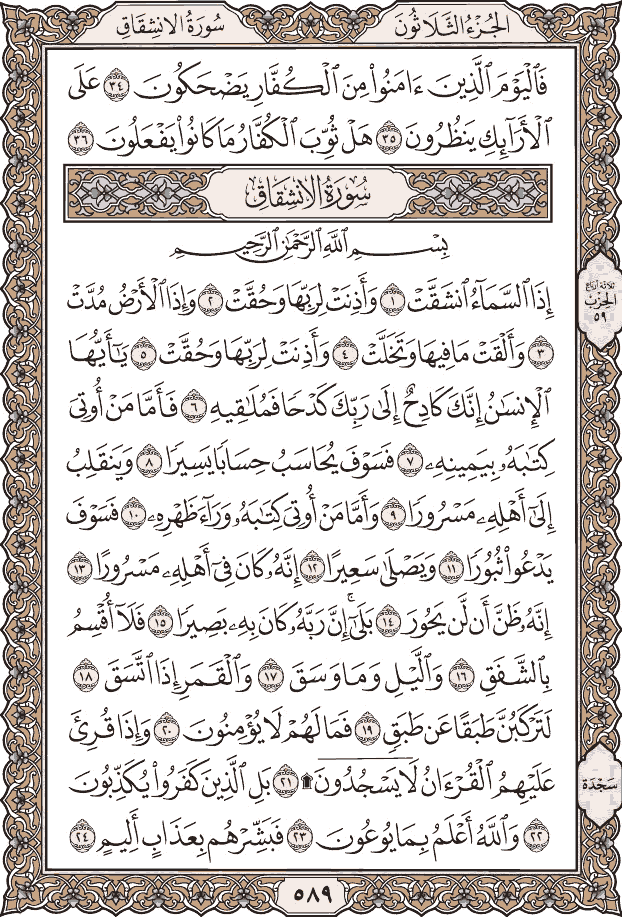 سُورَةُ الِانشِقَاقِ
الجُزْءُ الثَّلَاثُونَ
فَٱلْيَوْمَ ٱلَّذِينَ ءَامَنُوا۟ مِنَ ٱلْكُفَّارِ يَضْحَكُونَ ٣٤ عَلَى
ٱلْأَرَآئِكِ يَنظُرُونَ ٣٥ هَلْ ثُوِّبَ ٱلْكُفَّارُ مَا كَانُوا۟ يَفْعَلُونَ ٣٦
سُورَةُ الِانشِقَاقِ
بِسْمِ ٱللَّهِ ٱلرَّحْمَٰنِ ٱلرَّحِيمِ
إِذَا ٱلسَّمَآءُ ٱنشَقَّتْ ١ وَأَذِنَتْ لِرَبِّهَا وَحُقَّتْ ٢ وَإِذَا ٱلْأَرْضُ مُدَّتْ
٣ وَأَلْقَتْ مَا فِيهَا وَتَخَلَّتْ ٤ وَأَذِنَتْ لِرَبِّهَا وَحُقَّتْ ٥ يَٰٓأَيُّهَا
ٱلْإِنسَٰنُ إِنَّكَ كَادِحٌ إِلَىٰ رَبِّكَ كَدْحًا فَمُلَٰقِيهِ ٦ فَأَمَّا مَنْ أُوتِىَ
كِتَٰبَهُۥ بِيَمِينِهِۦ ٧ فَسَوْفَ يُحَاسَبُ حِسَابًا يَسِيرًا ٨ وَيَنقَلِبُ
إِلَىٰٓ أَهْلِهِۦ مَسْرُورًا ٩ وَأَمَّا مَنْ أُوتِىَ كِتَٰبَهُۥ وَرَآءَ ظَهْرِهِۦ ١٠ فَسَوْفَ
يَدْعُوا۟ ثُبُورًا ١١ وَيَصْلَىٰ سَعِيرًا ١٢ إِنَّهُۥ كَانَ فِىٓ أَهْلِهِۦ مَسْرُورًا ١٣
إِنَّهُۥ ظَنَّ أَن لَّن يَحُورَ ١٤ بَلَىٰٓۚ إِنَّ رَبَّهُۥ كَانَ بِهِۦ بَصِيرًا ١٥ فَلَآ أُقْسِمُ
بِٱلشَّفَقِ ١٦ وَٱلَّيْلِ وَمَا وَسَقَ ١٧ وَٱلْقَمَرِ إِذَا ٱتَّسَقَ ١٨
لَتَرْكَبُنَّ طَبَقًا عَن طَبَقٍ ١٩ فَمَا لَهُمْ لَا يُؤْمِنُونَ ٢٠ وَإِذَا قُرِئَ
عَلَيْهِمُ ٱلْقُرْءَانُ لَا يَسْجُدُونَ ۩ ٢١ بَلِ ٱلَّذِينَ كَفَرُوا۟ يُكَذِّبُونَ
٢٢ وَٱللَّهُ أَعْلَمُ بِمَا يُوعُونَ ٢٣ فَبَشِّرْهُم بِعَذَابٍ أَلِيمٍ ٢٤
ثلاثة أرباع
الحزب
٥٩
سَجْدَة
٥٨٩